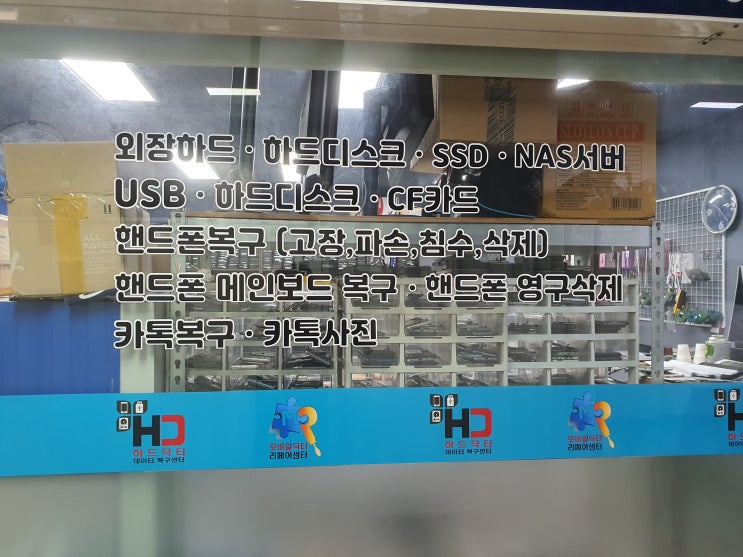 외장하드 · 하드디스크 · SSD · NAS서버
USB · 하드디스크 · CF카드
핸드폰복구 (고장,파손,침수,삭제)
핸드폰 메인보드 복구 · 핸드폰 영구삭제
카톡복구 · 카톡사진
SEOYEON CUP
ALL
PAPER
HD
하드닥터
데이터 복구센터
모바일닥터
리페어센터
HD
하드닥터
데이터 복구센터
모바일닥터
리페어센터